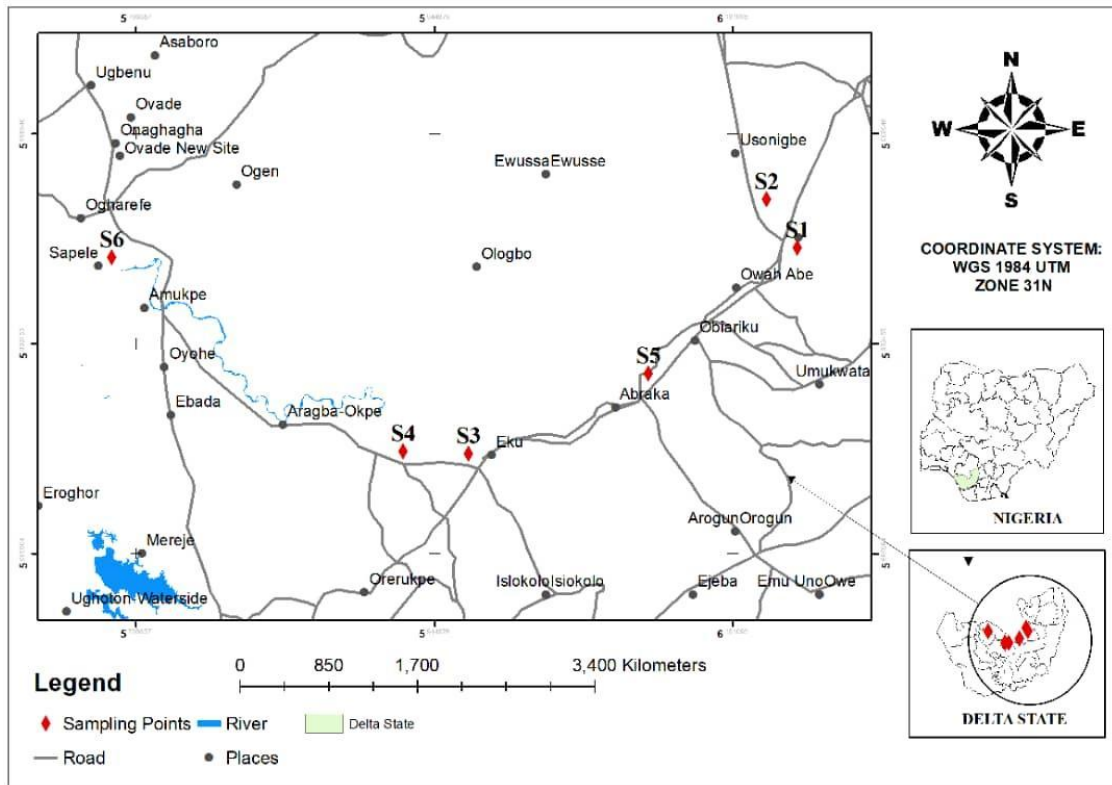 Asaboro
Ugbenu
Ovade
Onaghagha
Ovade New Site
Usonigbe
EwussaEwusse
Ogen
S2
Ogharefe
S1
S6
Sapele
Ologbo
Owah Abe
Amukpe
Obiariku
Oyohe
S5
Umukwata
Abraka
Ebada
Aragba-Okpe
S4
S3
Eku
Eroghor
ArogunOrogun
Mereje
Orerukpe
IslokoloIsiokolo
Ejeba
Emu UnoOwe
Ughoton-Waterside
N
W
E
S
COORDINATE SYSTEM:
WGS 1984 UTM
ZONE 31N
NIGERIA
DELTA STATE
0 850 1,700 3,400 Kilometers
Legend
Sampling Points
River
Delta State
Road
Places